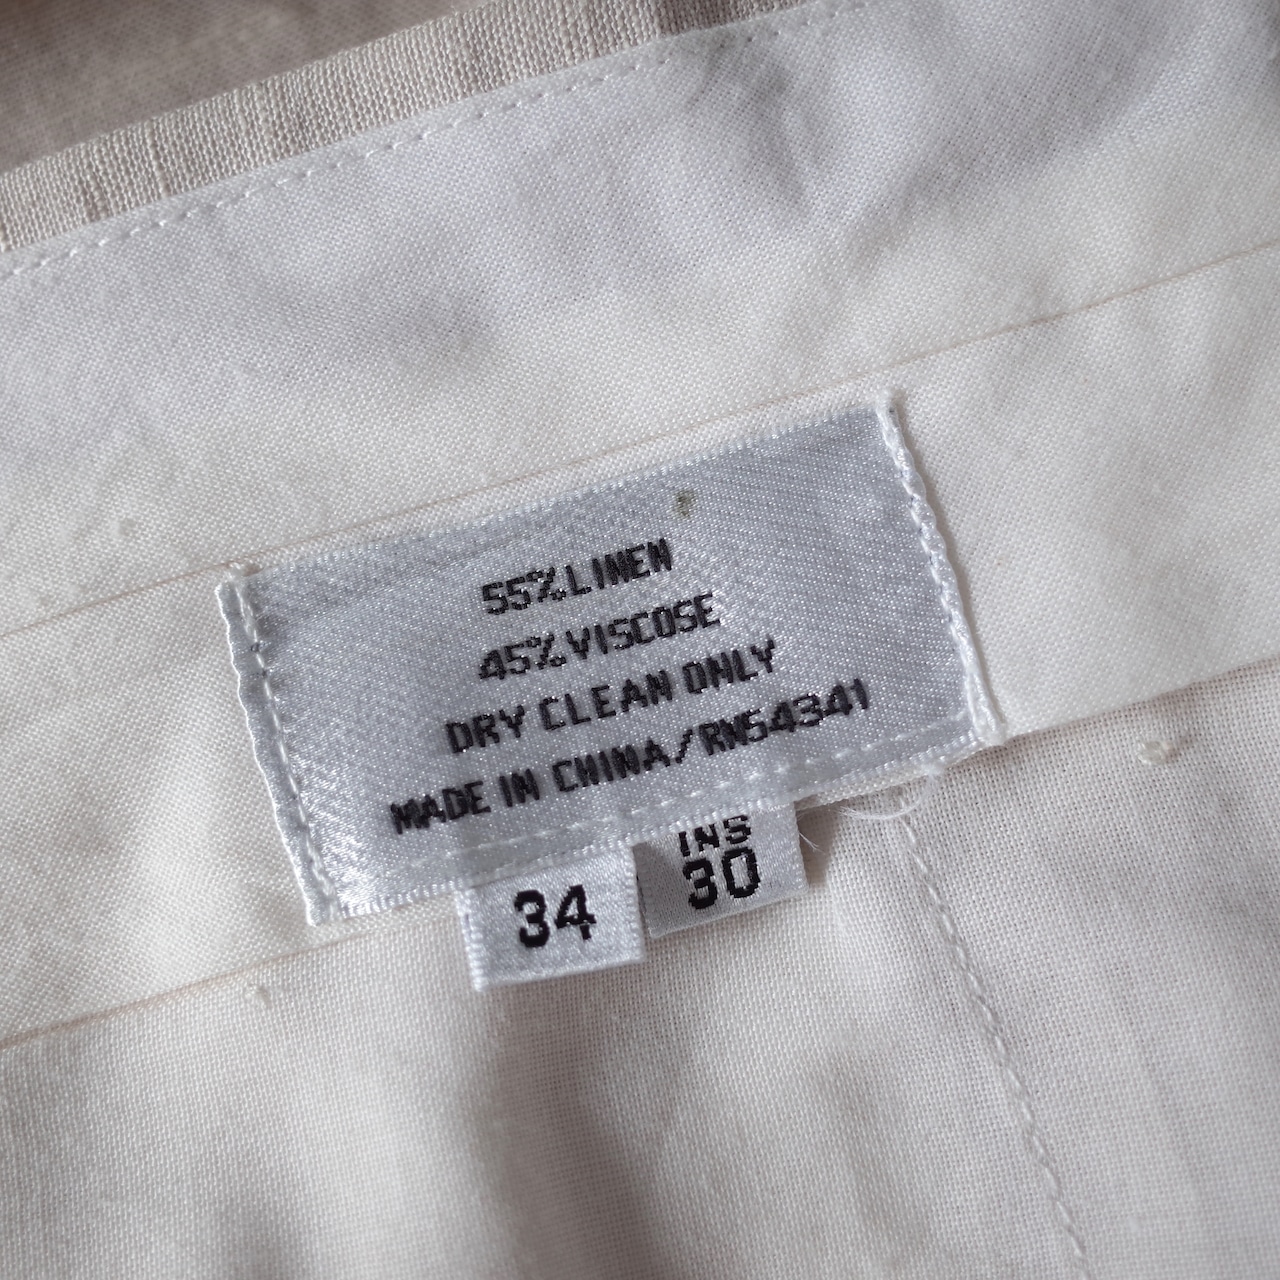 55% LINEN
45% VISCOSE
DRY CLEAN ONLY
MADE IN CHINA/RN54341
34
INS
30